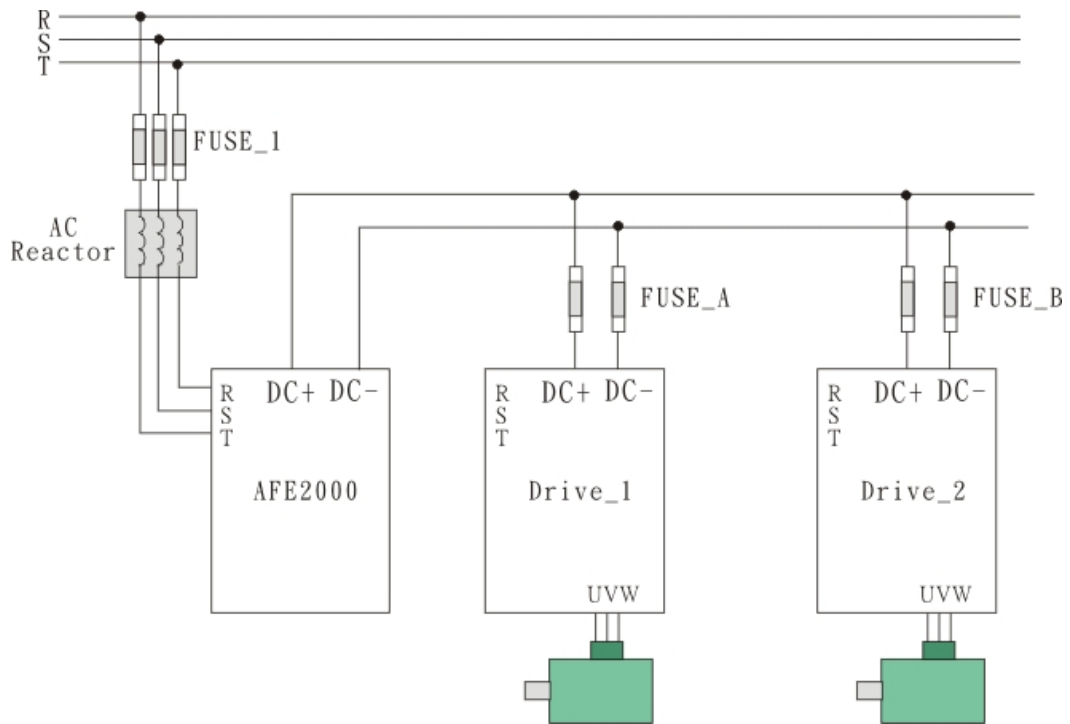 R
S
T
FUSE_1
AC
Reactor
FUSE_A
FUSE_B
R
S
T
DC+ DC-
AFE2000
R
S
T
DC+ DC-
Drive_1
UVW
R
S
T
DC+ DC-
Drive_2
UVW